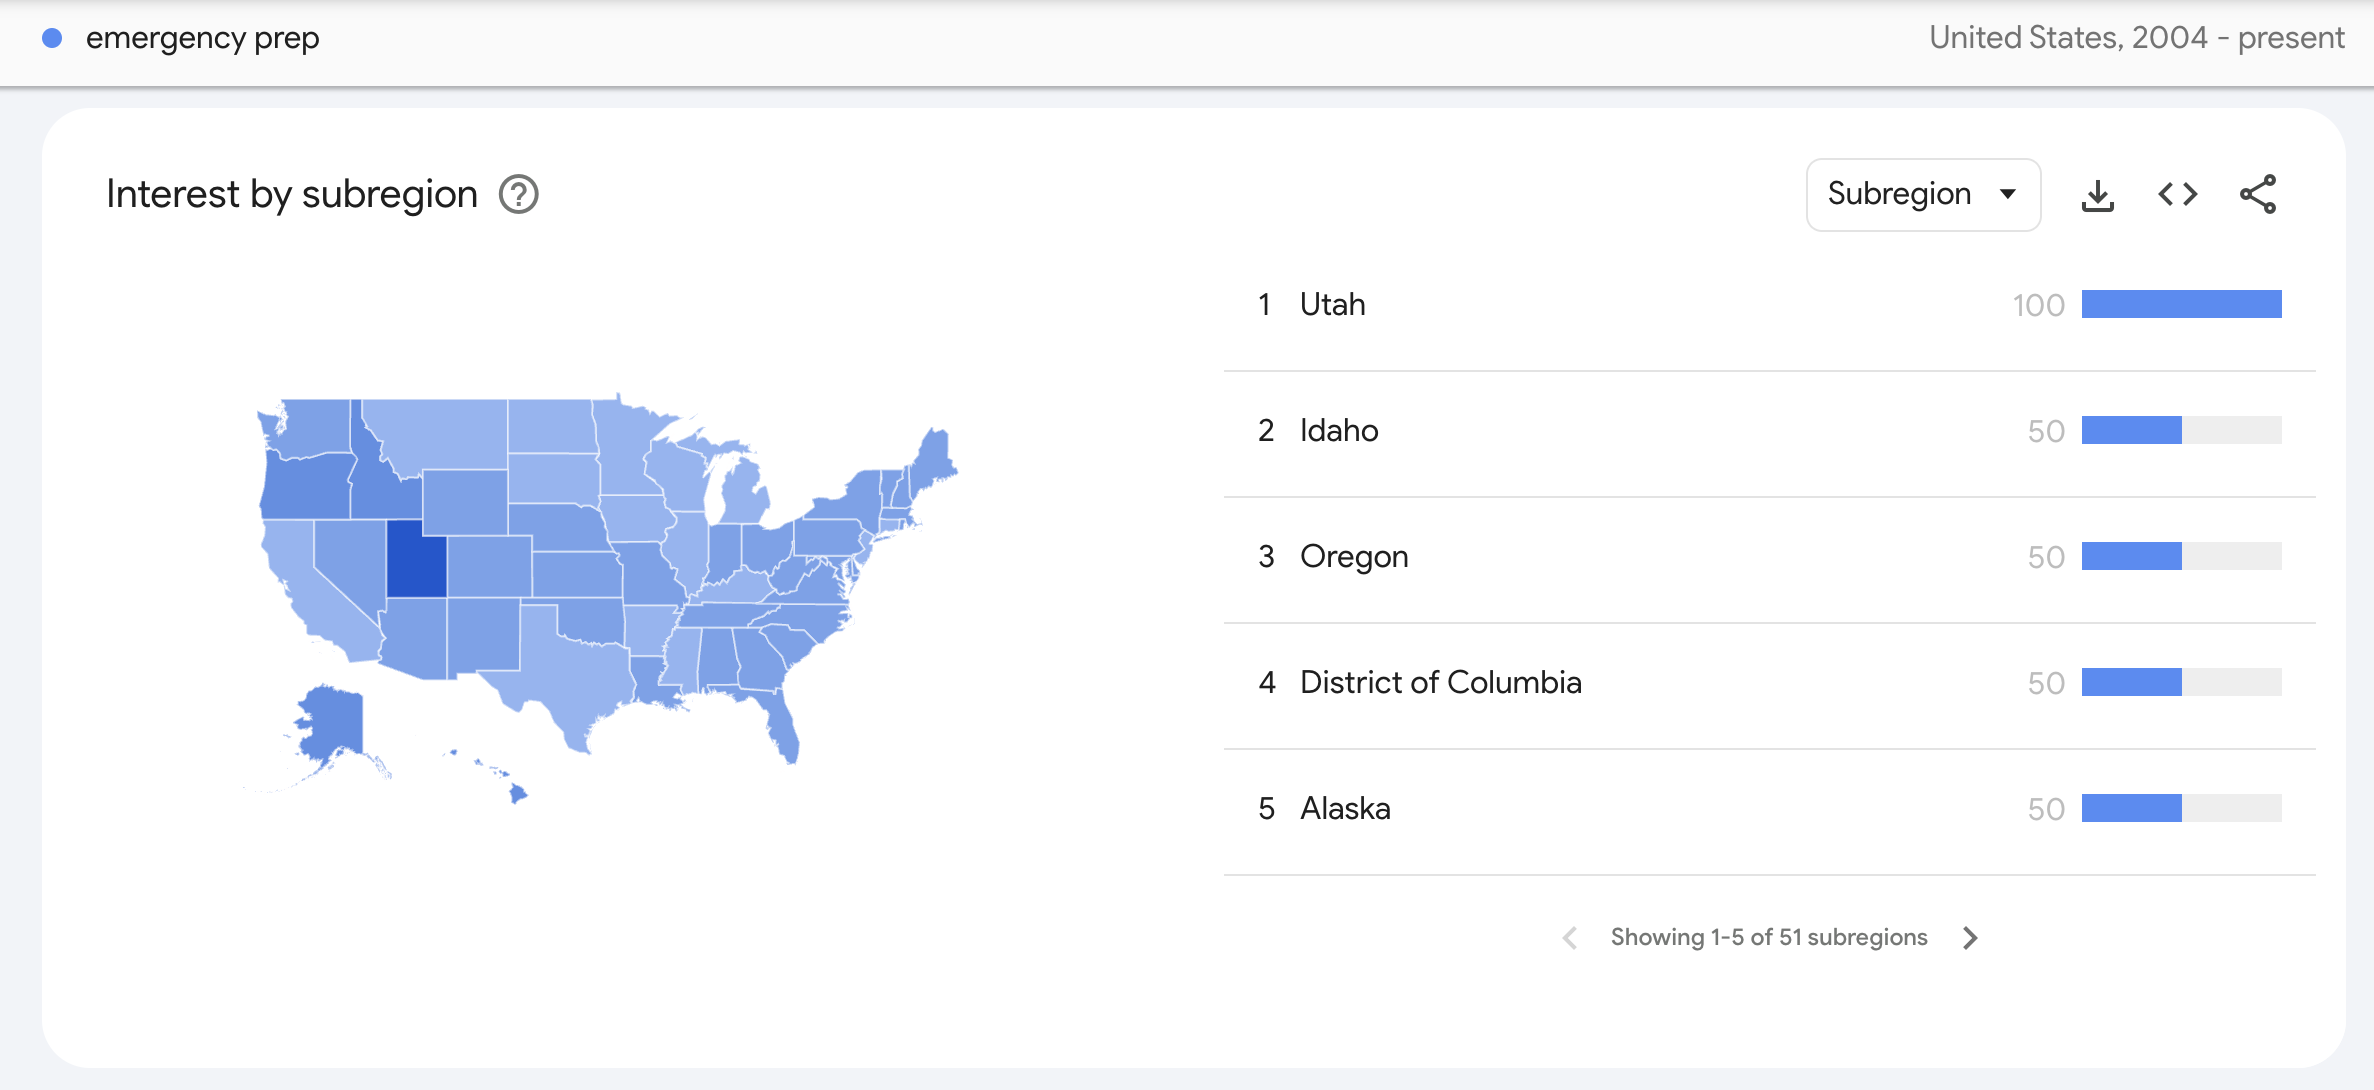 emergency prep
United States, 2004 - present
Interest by subregion ?
Subregion
1 Utah 100
2 Idaho 50
3 Oregon 50
4 District of Columbia 50
5 Alaska 50
Showing 1-5 of 51 subregions